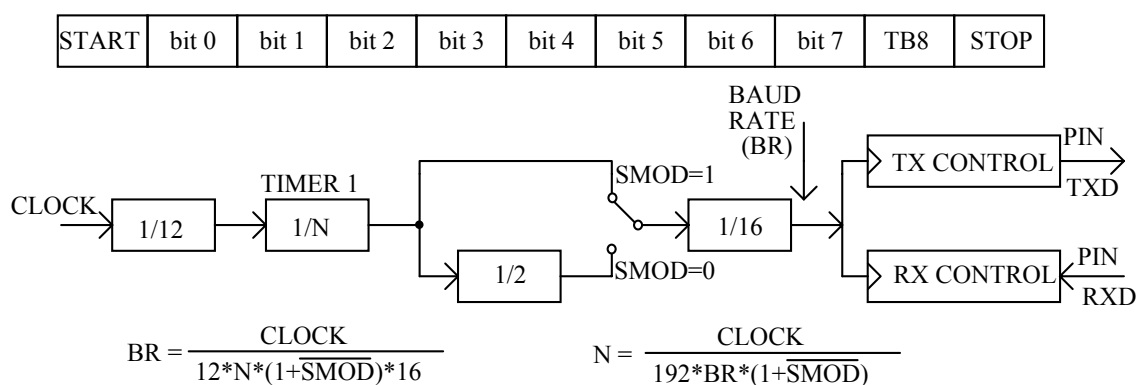 START bit 0 bit 1 bit 2 bit 3 bit 4 bit 5 bit 6 bit 7 TB8 STOP
BAUD
RATE
(BR)
CLOCK
1/12
TIMER 1
1/N
1/2
SMOD=1
SMOD=0
1/16
TX CONTROL
PIN
TXD
RX CONTROL
PIN
RXD
BR = CLOCK / 12*N*(1+\overline{SMOD})*16
N = CLOCK / 192*BR*(1+\overline{SMOD})